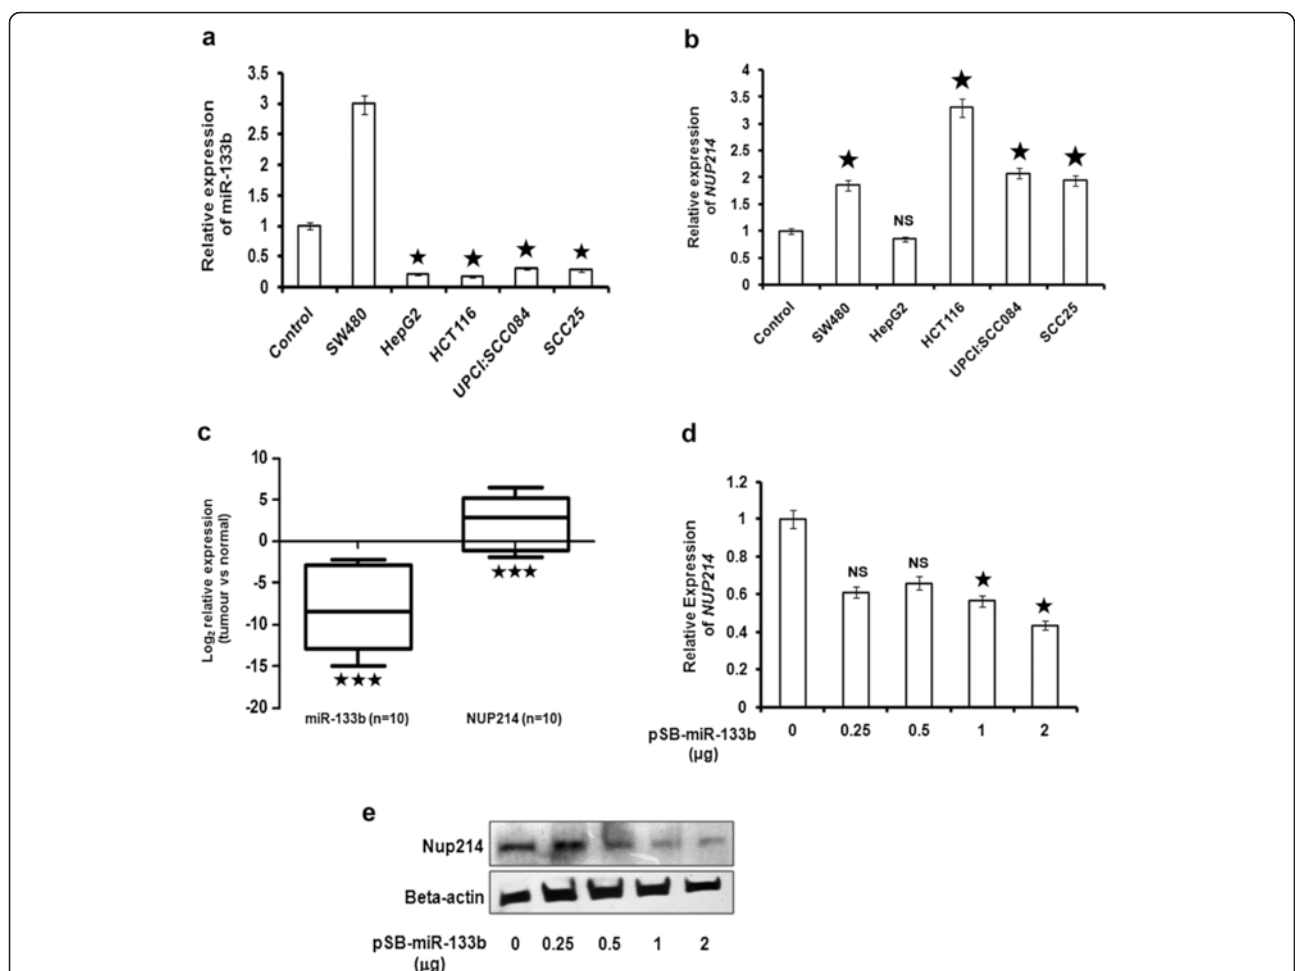 a
Relative expression
of miR-133b
3.5
3
2.5
2
1.5
1
0.5
0
Control
SW480
HepG2
HCT116
UPCI:SCC084
SCC25
★
★
★
★
b
Relative expression
of NUP214
4
3.5
3
2.5
2
1.5
1
0.5
0
★
NS
★
★
★
Control
SW480
HepG2
HCT116
UPCI:SCC084
SCC25
c
Log₂ relative expression
(tumour vs normal)
10
5
0
-5
-10
-15
-20
★★★
★★★
miR-133b (n=10)
NUP214 (n=10)
d
Relative Expression
of NUP214
1.2
1
0.8
0.6
0.4
0.2
0
NS
NS
★
★
pSB-miR-133b 0 0.25 0.5 1 2
(μg)
e
Nup214
Beta-actin
pSB-miR-133b 0 0.25 0.5 1 2
(μg)